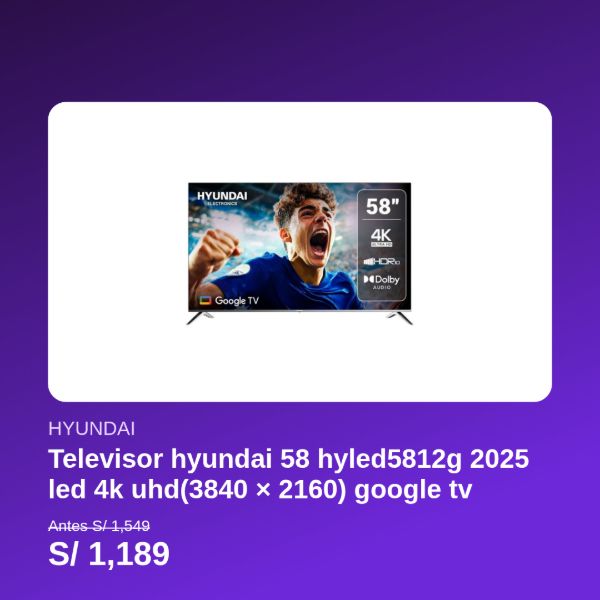 HYUNDAI
ELECTRONICS
58”
4K
ULTRA HD
HDR10
Dolby
AUDIO
Google TV
HYUNDAI
Televisor hyundai 58 hyled5812g 2025
led 4k uhd(3840 × 2160) google tv
Antes S/ 1,549
S/ 1,189